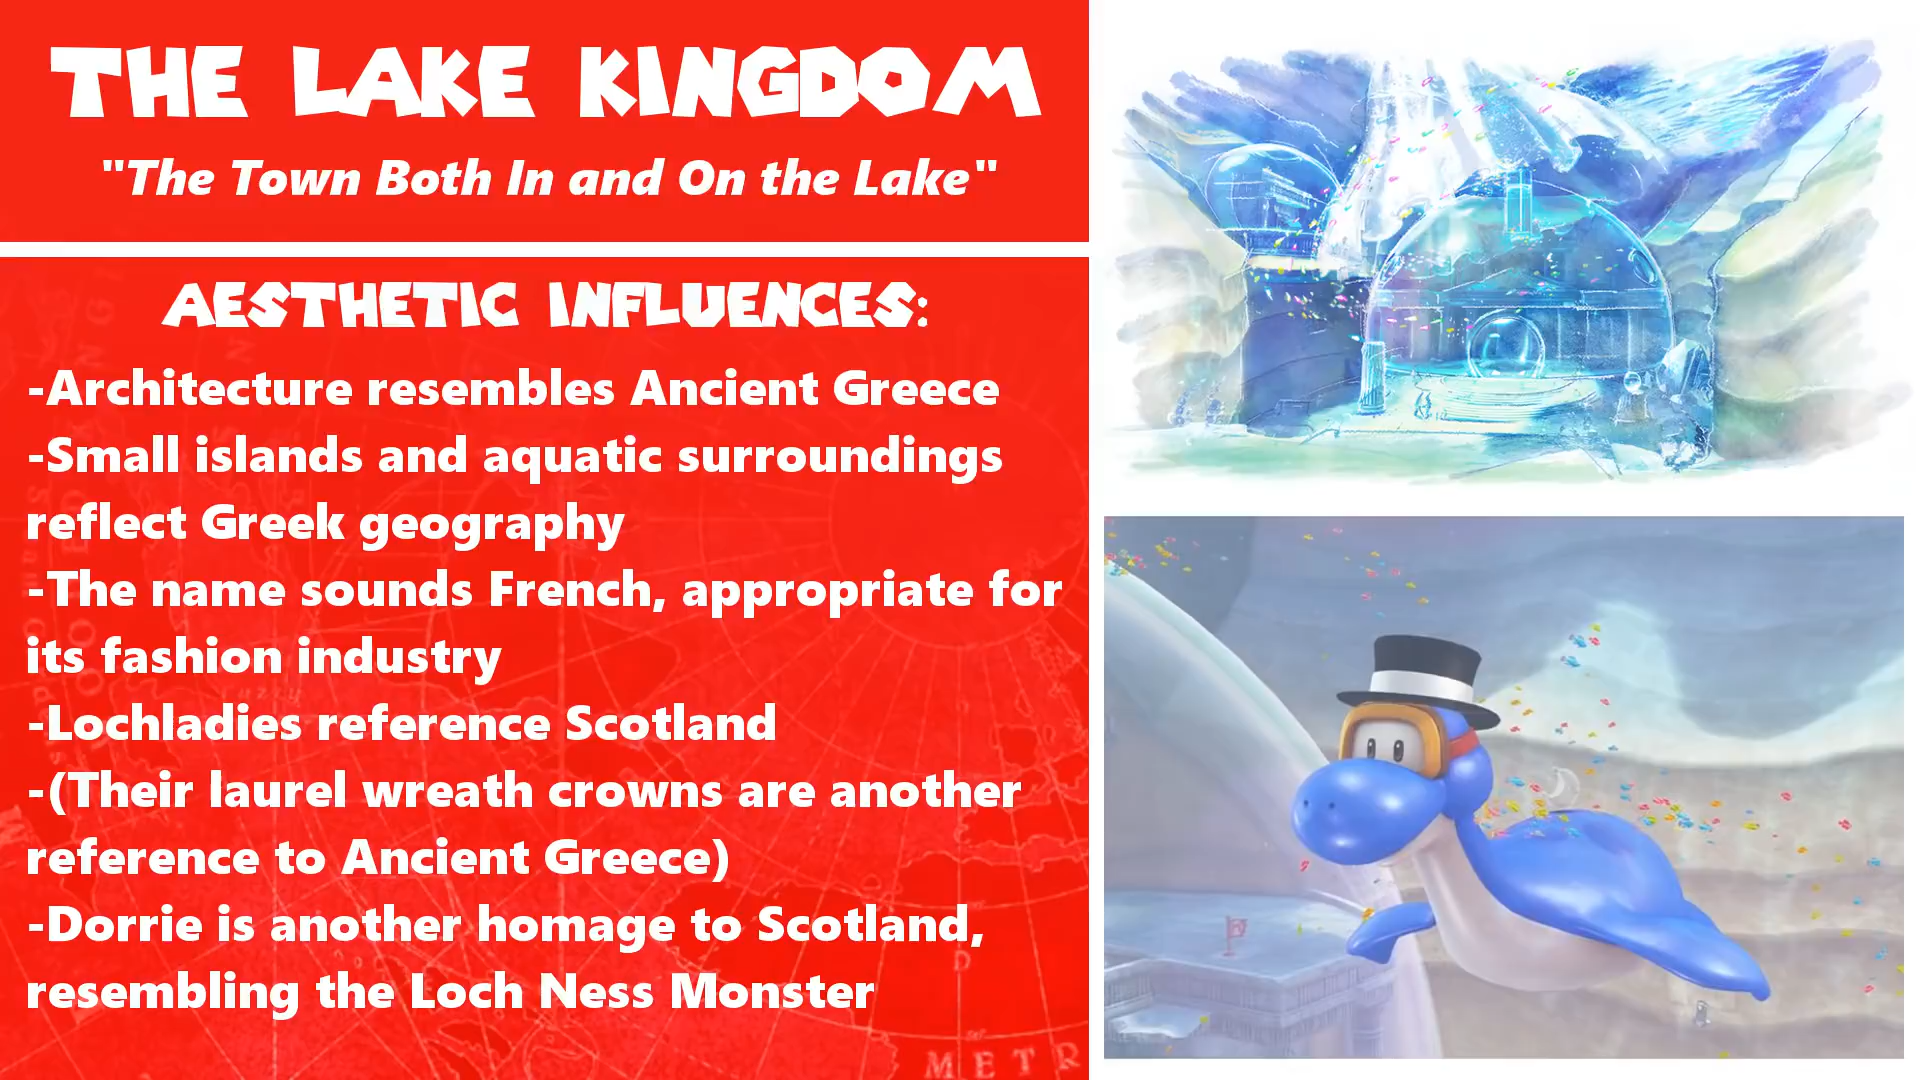 THE LAKE KINGDOM
"The Town Both In and On the Lake"
AESTHETIC INFLUENCES:
-Architecture resembles Ancient Greece
-Small islands and aquatic surroundings
reflect Greek geography
-The name sounds French, appropriate for
its fashion industry
-Lochladies reference Scotland
-(Their laurel wreath crowns are another
reference to Ancient Greece)
-Dorrie is another homage to Scotland,
resembling the Loch Ness Monster
METR